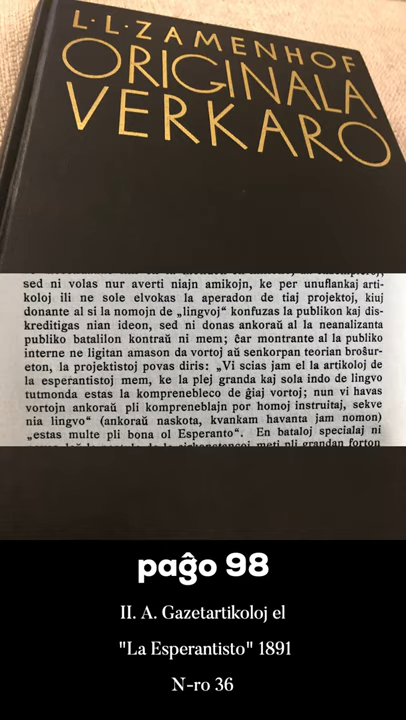 L·L·ZAMENHOF
ORIGINALA
VERKARO
sed ni volas nur averti niajn amikojn, ke per unuflankaj arti-
koloj ili ne sole elvokas la aperadon de tiaj projektoj, kiuj
donante al si la nomojn de „lingvoj“ konfuzas la publikon kaj dis-
kreditigas nian ideon, sed ni donas ankoraŭ al la neanalizanta
publiko batalilon kontraŭ ni mem; ĉar montrante al la publiko
interne ne ligitan amason da vortoj aŭ senkorpan teorian broŝur-
eton, la projektistoj povas diris: „Vi scias jam el la artikoloj de
la esperantistoj mem, ke la plej granda kaj sola indo de lingvo
tutmonda estas la komprenebleco de ĝiaj vortoj; nun vi havas
vortojn ankoraŭ pli kompreneblajn por homoj instruitaj, sekve
nia lingvo“ (ankoraŭ naskota, kvankam havanta jam nomon)
„estas multe pli bona ol Esperanto“. En bataloj specialaj ni
meti pli grandan forton
paĝo 98
II. A. Gazetartikoloj el
"La Esperantisto" 1891
N-ro 36